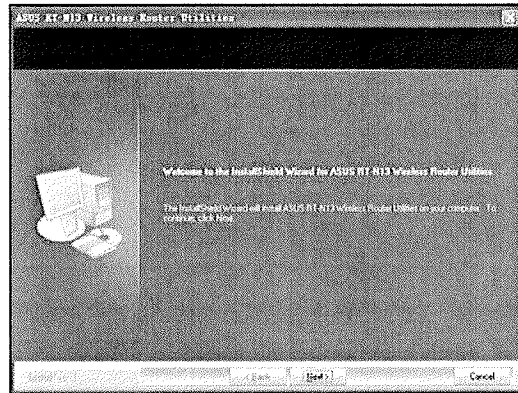 ASUS RT-N13 Wireless Router Utilities
Welcome to the InstallShield Wizard for ASUS RT-N13 Wireless Router Utilities
The InstallShield Wizard will install ASUS RT-N13 Wireless Router Utilities on your computer. To
continue, click Next.
InstallShield
< Back
Next >
Cancel